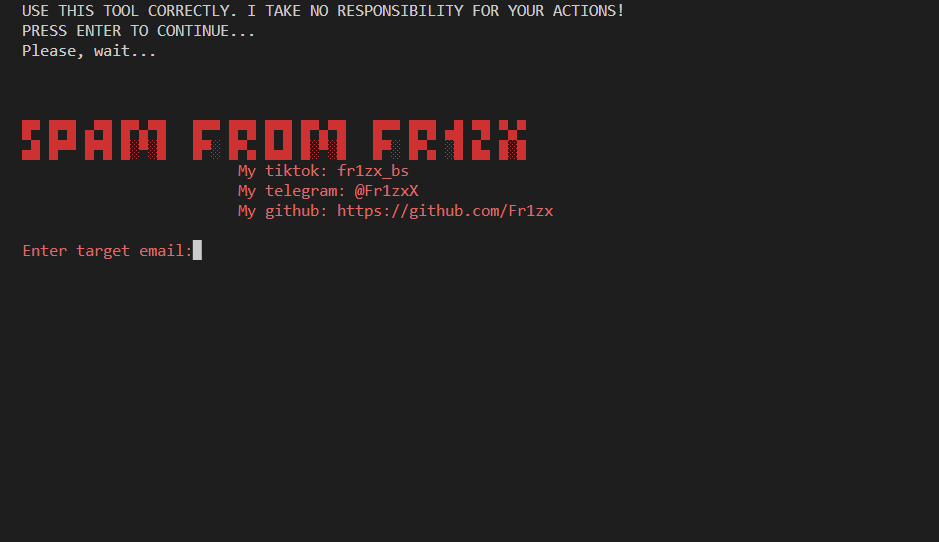 USE THIS TOOL CORRECTLY. I TAKE NO RESPONSIBILITY FOR YOUR ACTIONS!
PRESS ENTER TO CONTINUE...
Please, wait...
SPAM FROM FR1ZX
My tiktok: fr1zx_bs
My telegram: @Fr1zxX
My github: https://github.com/Fr1zx
Enter target email: